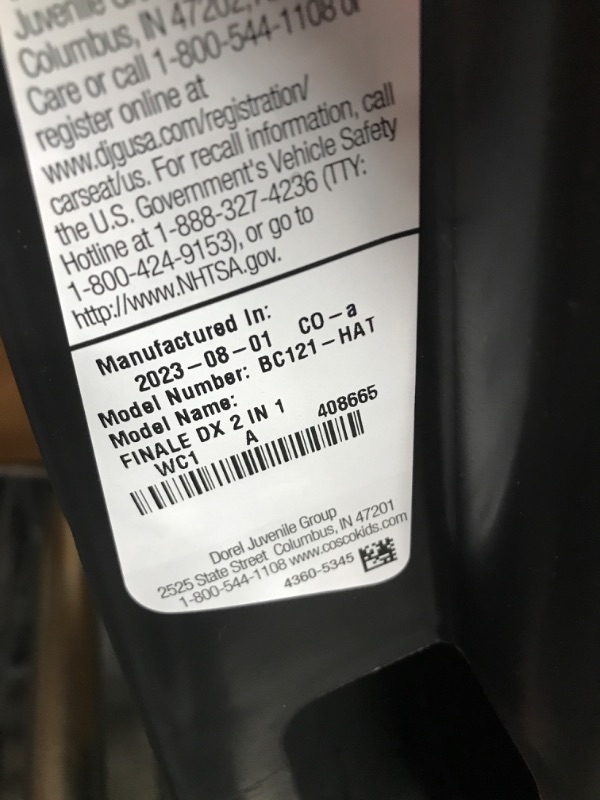 Juvenile
Columbus, IN 47202,
Care or call 1-800-544-1108 or
register online at
www.djgusa.com/registration/
carseat/us. For recall information, call
the U.S. Government's Vehicle Safety
Hotline at 1-888-327-4236 (TTY:
1-800-424-9153), or go to
http://www.NHTSA.gov.
Manufactured In:
2023-08-01 CO-a
Model Number: BC121-HAT
Model Name:
FINALE DX 2 IN 1
WC1 A 408665
Dorel Juvenile Group
2525 State Street Columbus, IN 47201
1-800-544-1108 www.coscokids.com
4360-5345